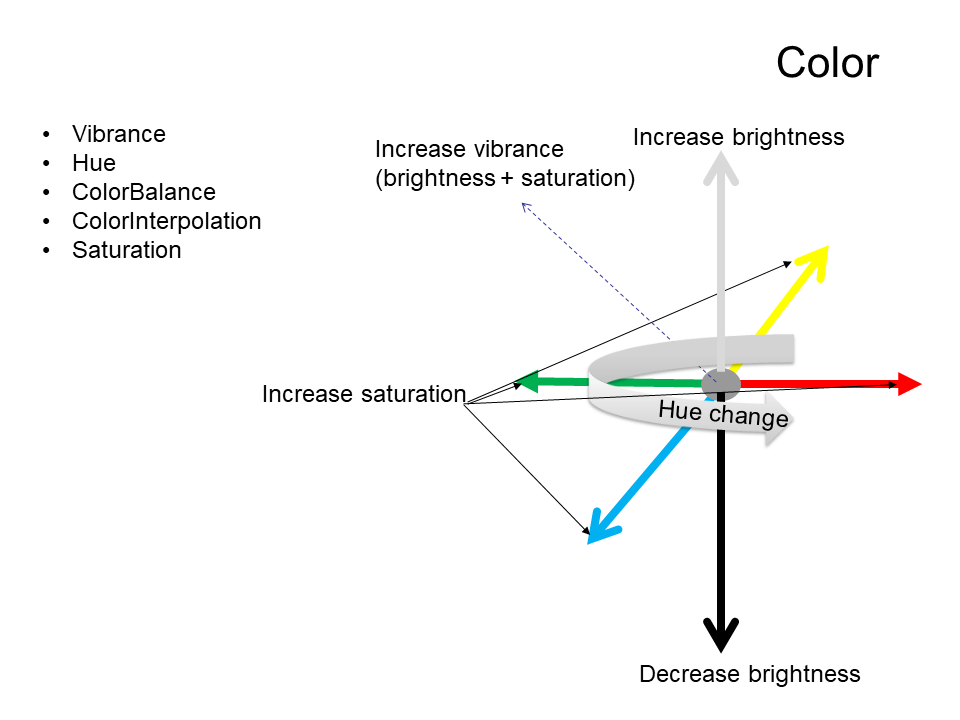 Color
• Vibrance
• Hue
• ColorBalance
• ColorInterpolation
• Saturation
Increase vibrance
(brightness + saturation)
Increase brightness
Increase saturation
Hue change
Decrease brightness